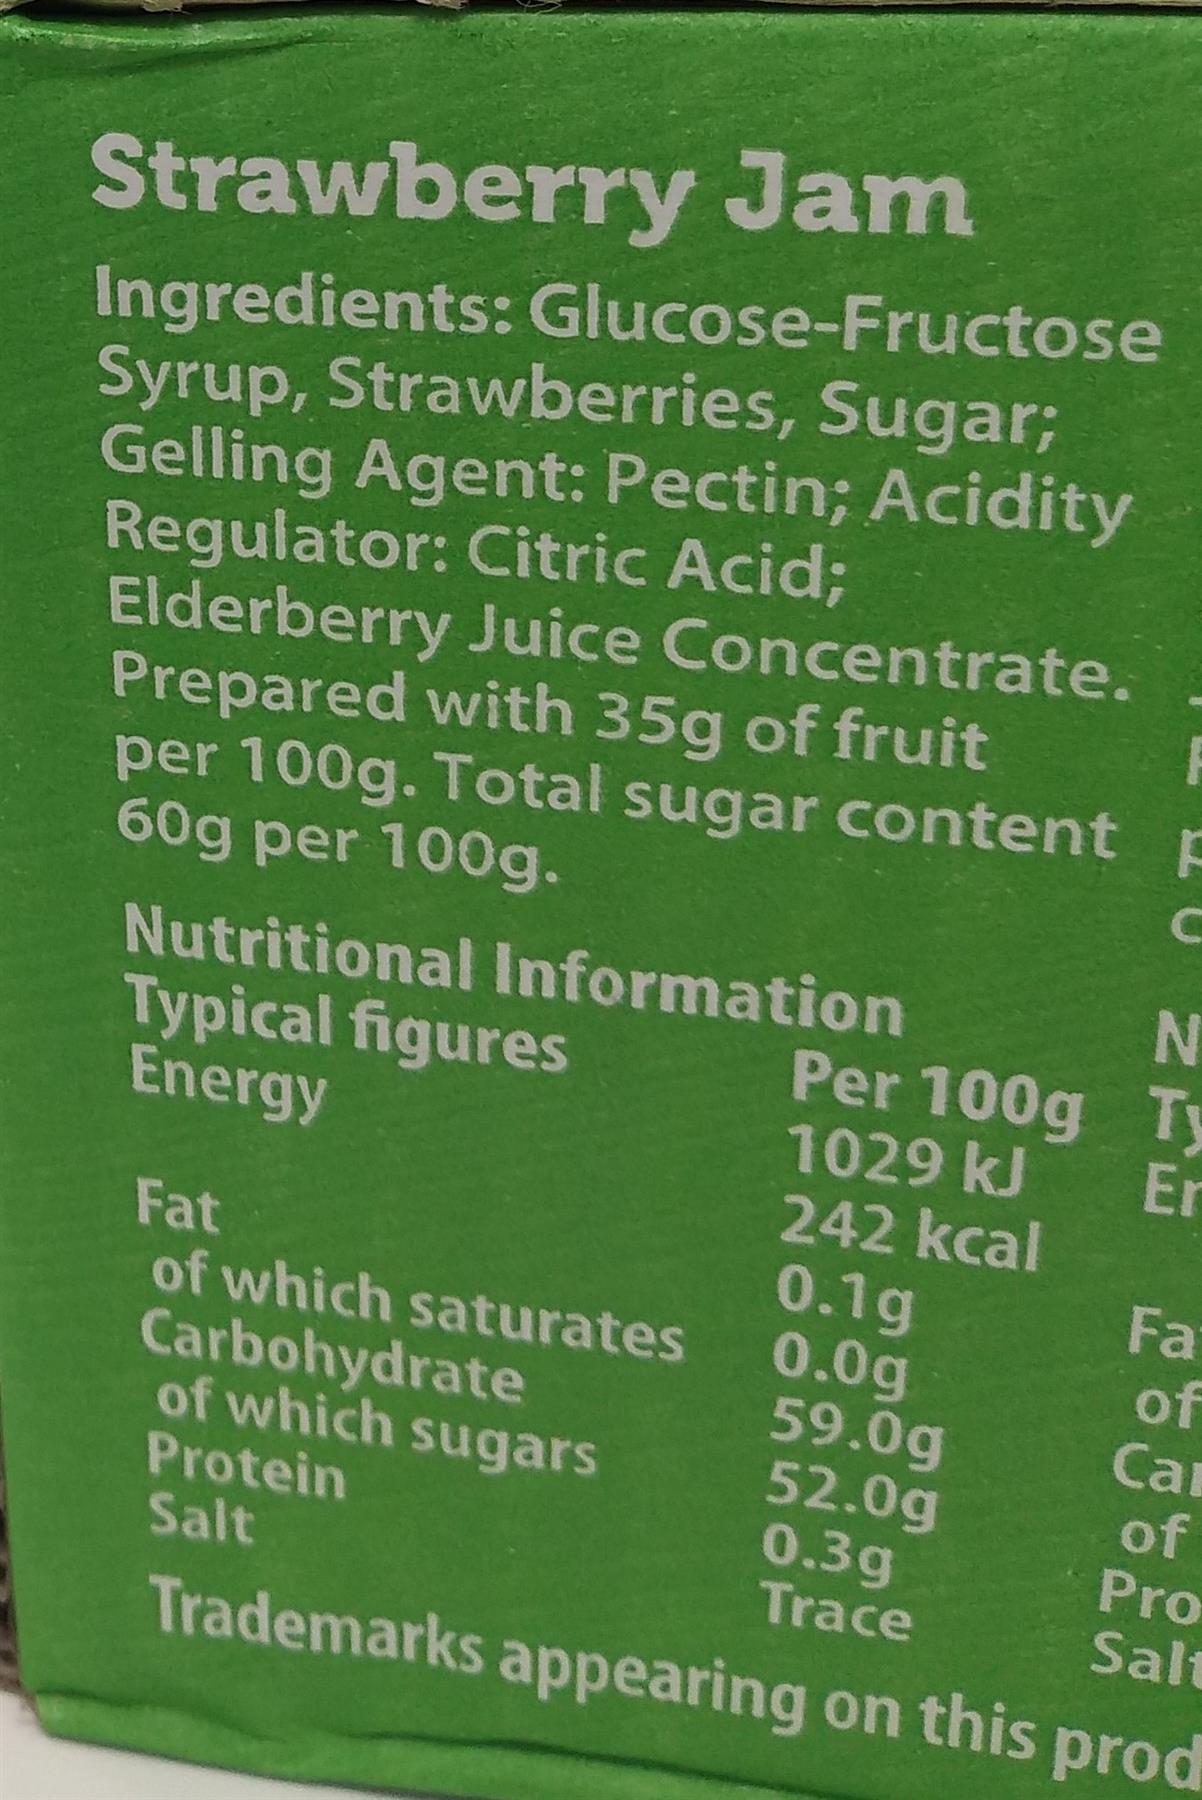 Strawberry Jam
Ingredients: Glucose-Fructose
Syrup, Strawberries, Sugar;
Gelling Agent: Pectin; Acidity
Regulator: Citric Acid;
Elderberry Juice Concentrate.
Prepared with 35g of fruit
per 100g. Total sugar content
60g per 100g.
Nutritional Information
Typical figures Per 100g
Energy 1029 kJ
242 kcal
Fat 0.1g
of which saturates 0.0g
Carbohydrate 59.0g
of which sugars 52.0g
Protein 0.3g
Salt Trace
Trademarks appearing on this prod